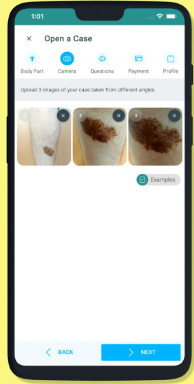 1:01
Open a Case
Body Part Camera Questions Payment Profile
Upload 3 images of your case taken from different angles.
Examples
BACK NEXT